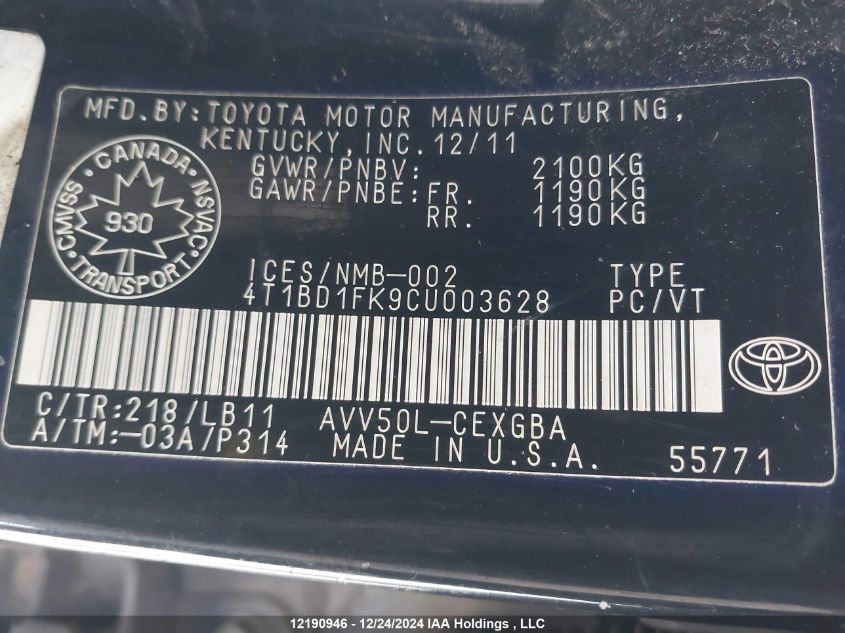 MFD.BY:TOYOTA MOTOR MANUFACTURING,
KENTUCKY,INC.12/11
GVWR/PNBV: 2100KG
GAWR/PNBE:FR. 1190KG
RR. 1190KG
CANADA
CMVSS 930 NSVAC
TRANSPORT
ICES/NMB-002 TYPE
4T1BD1FK9CU003628 PC/VT
C/TR:218/LB11 AVV50L-CEXGBA
A/TM:-03A/P314 MADE IN U.S.A. 55771
12190946 - 12/24/2024 IAA Holdings , LLC